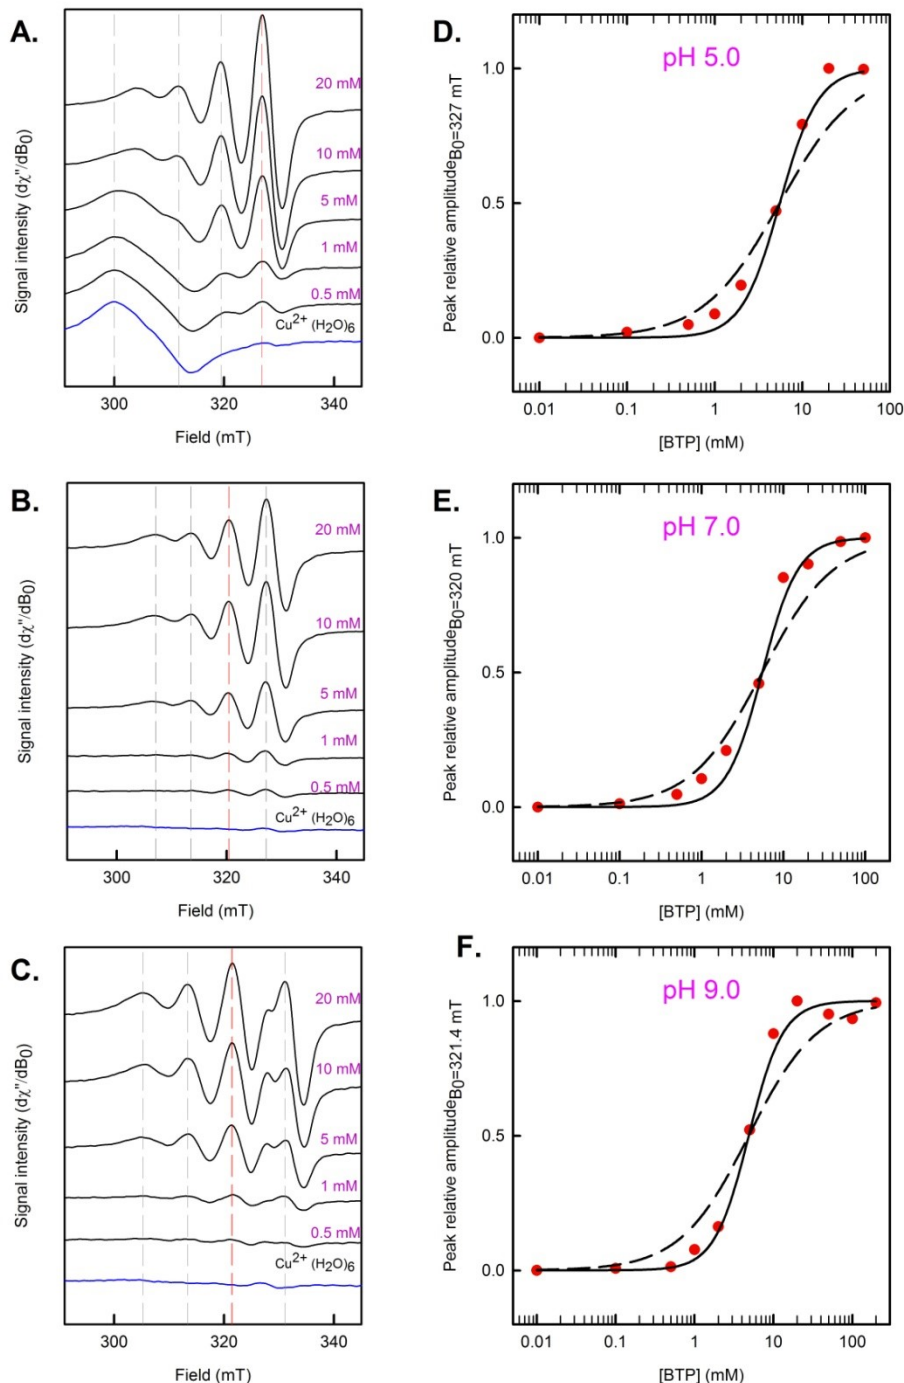 A.
Signal intensity (dχ"/dB0)
20 mM
10 mM
5 mM
1 mM
0.5 mM
Cu2+ (H2O)6
300
320
340
Field (mT)
D.
pH 5.0
Peak relative amplitudeB0=327 mT
1.0
0.5
0.0
0.01
0.1
1
10
100
[BTP] (mM)
B.
Signal intensity (dχ"/dB0)
20 mM
10 mM
5 mM
1 mM
0.5 mM
Cu2+ (H2O)6
300
320
340
Field (mT)
E.
pH 7.0
Peak relative amplitudeB0=320 mT
1.0
0.5
0.0
0.01
0.1
1
10
100
[BTP] (mM)
C.
Signal intensity (dχ"/dB0)
20 mM
10 mM
5 mM
1 mM
0.5 mM
Cu2+ (H2O)6
300
320
340
Field (mT)
F.
pH 9.0
Peak relative amplitudeB0=321.4 mT
1.0
0.5
0.0
0.01
0.1
1
10
100
[BTP] (mM)